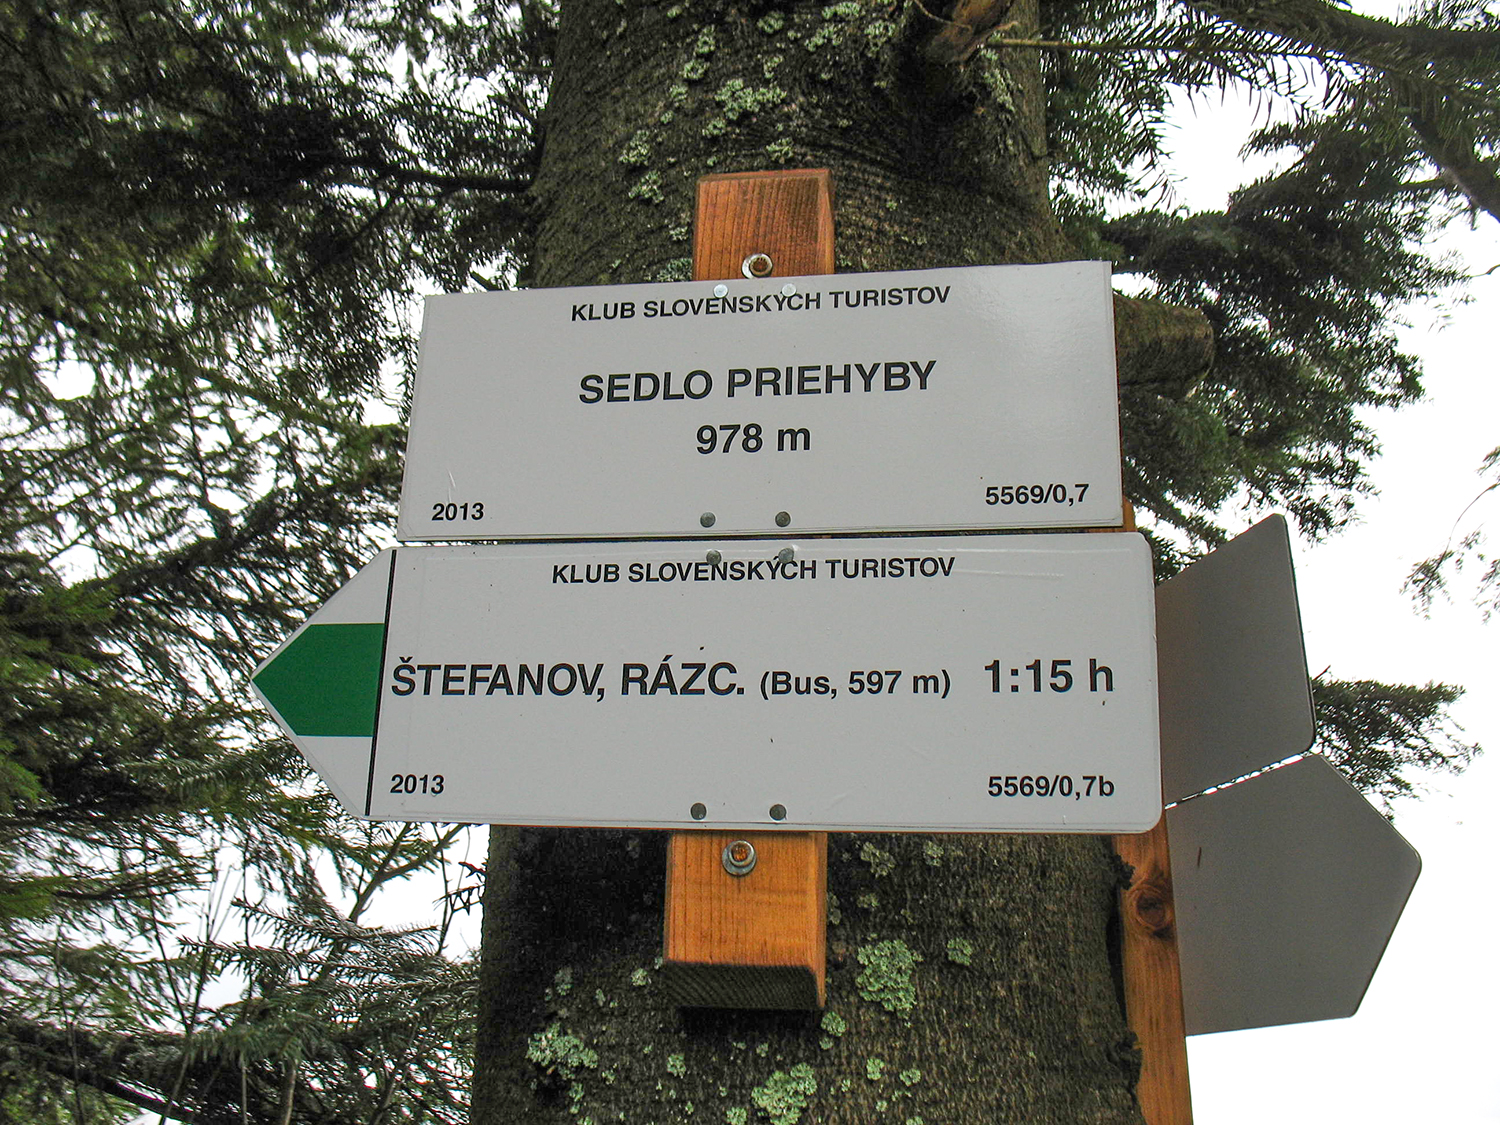 KLUB SLOVENSKÝCH TURISTOV
SEDLO PRIEHYBY
978 m
2013 5569/0,7
KLUB SLOVENSKÝCH TURISTOV
ŠTEFANOV, RÁZC. (Bus, 597 m) 1:15 h
2013 5569/0,7b